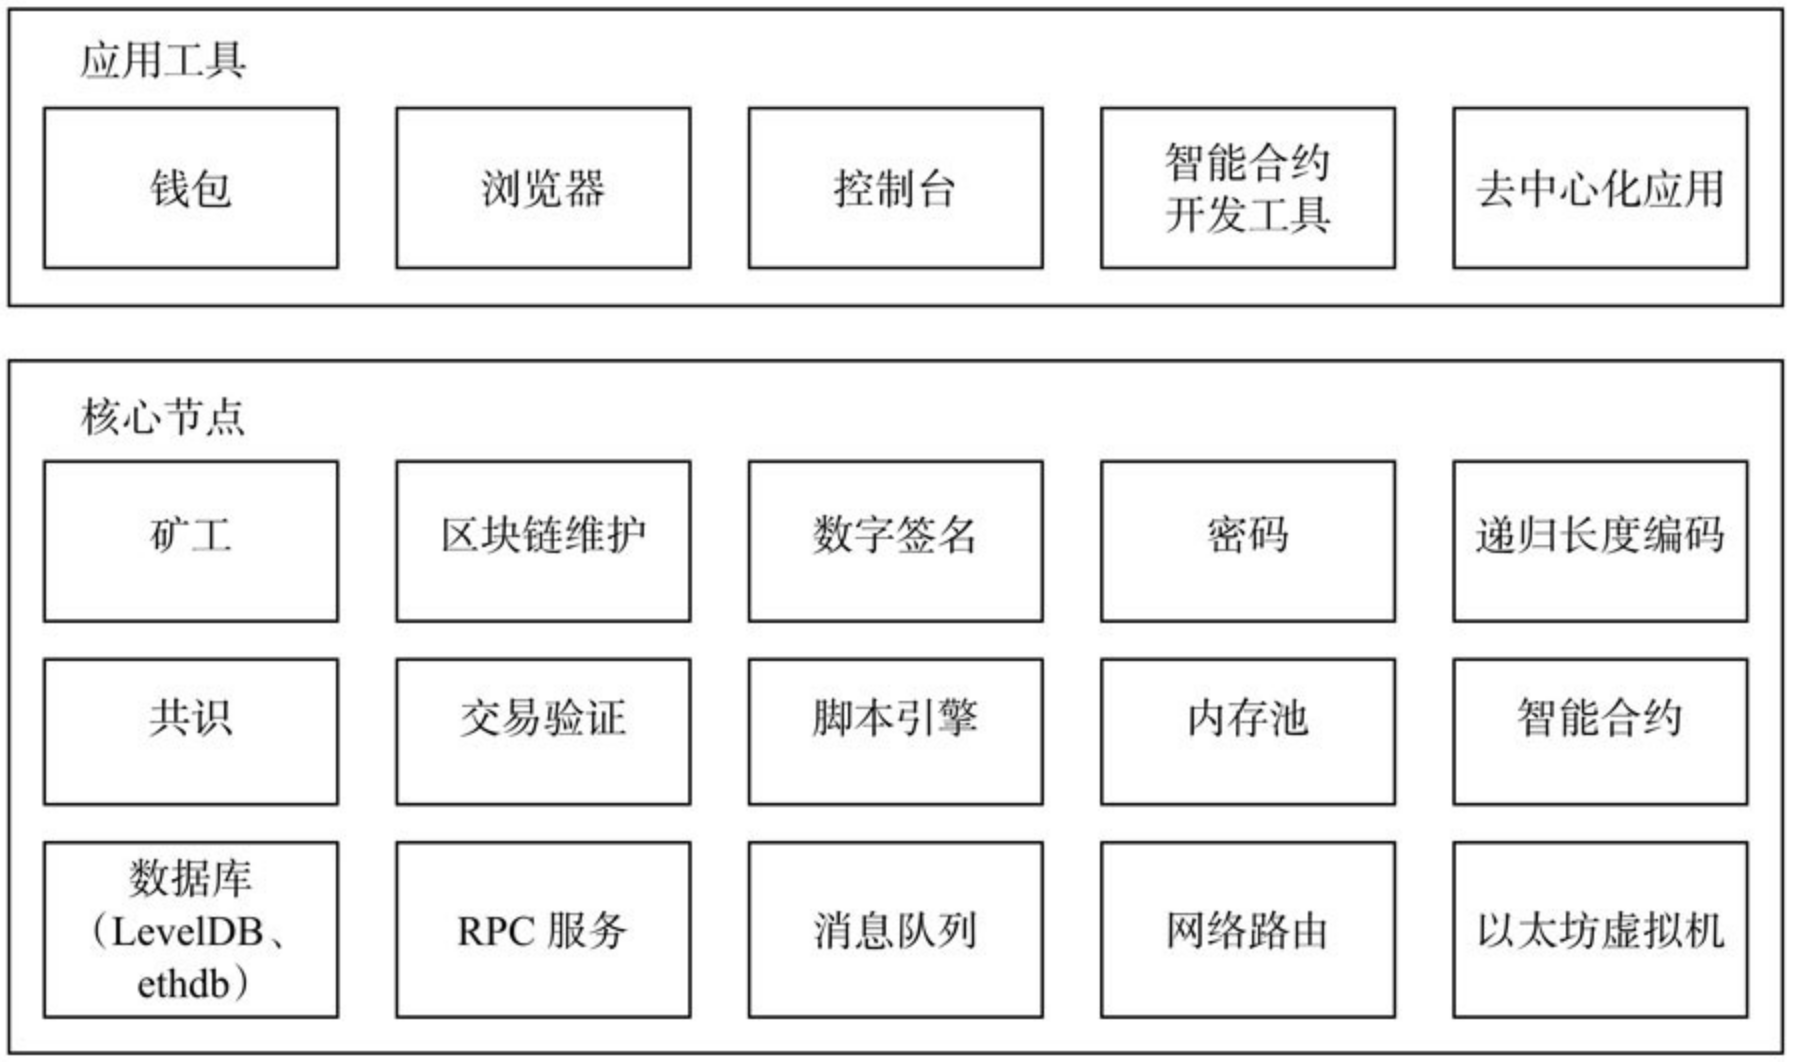 应用工具
钱包
浏览器
控制台
智能合约
开发工具
去中心化应用
核心节点
矿工
区块链维护
数字签名
密码
递归长度编码
共识
交易验证
脚本引擎
内存池
智能合约
数据库
（LevelDB、
ethdb）
RPC 服务
消息队列
网络路由
以太坊虚拟机